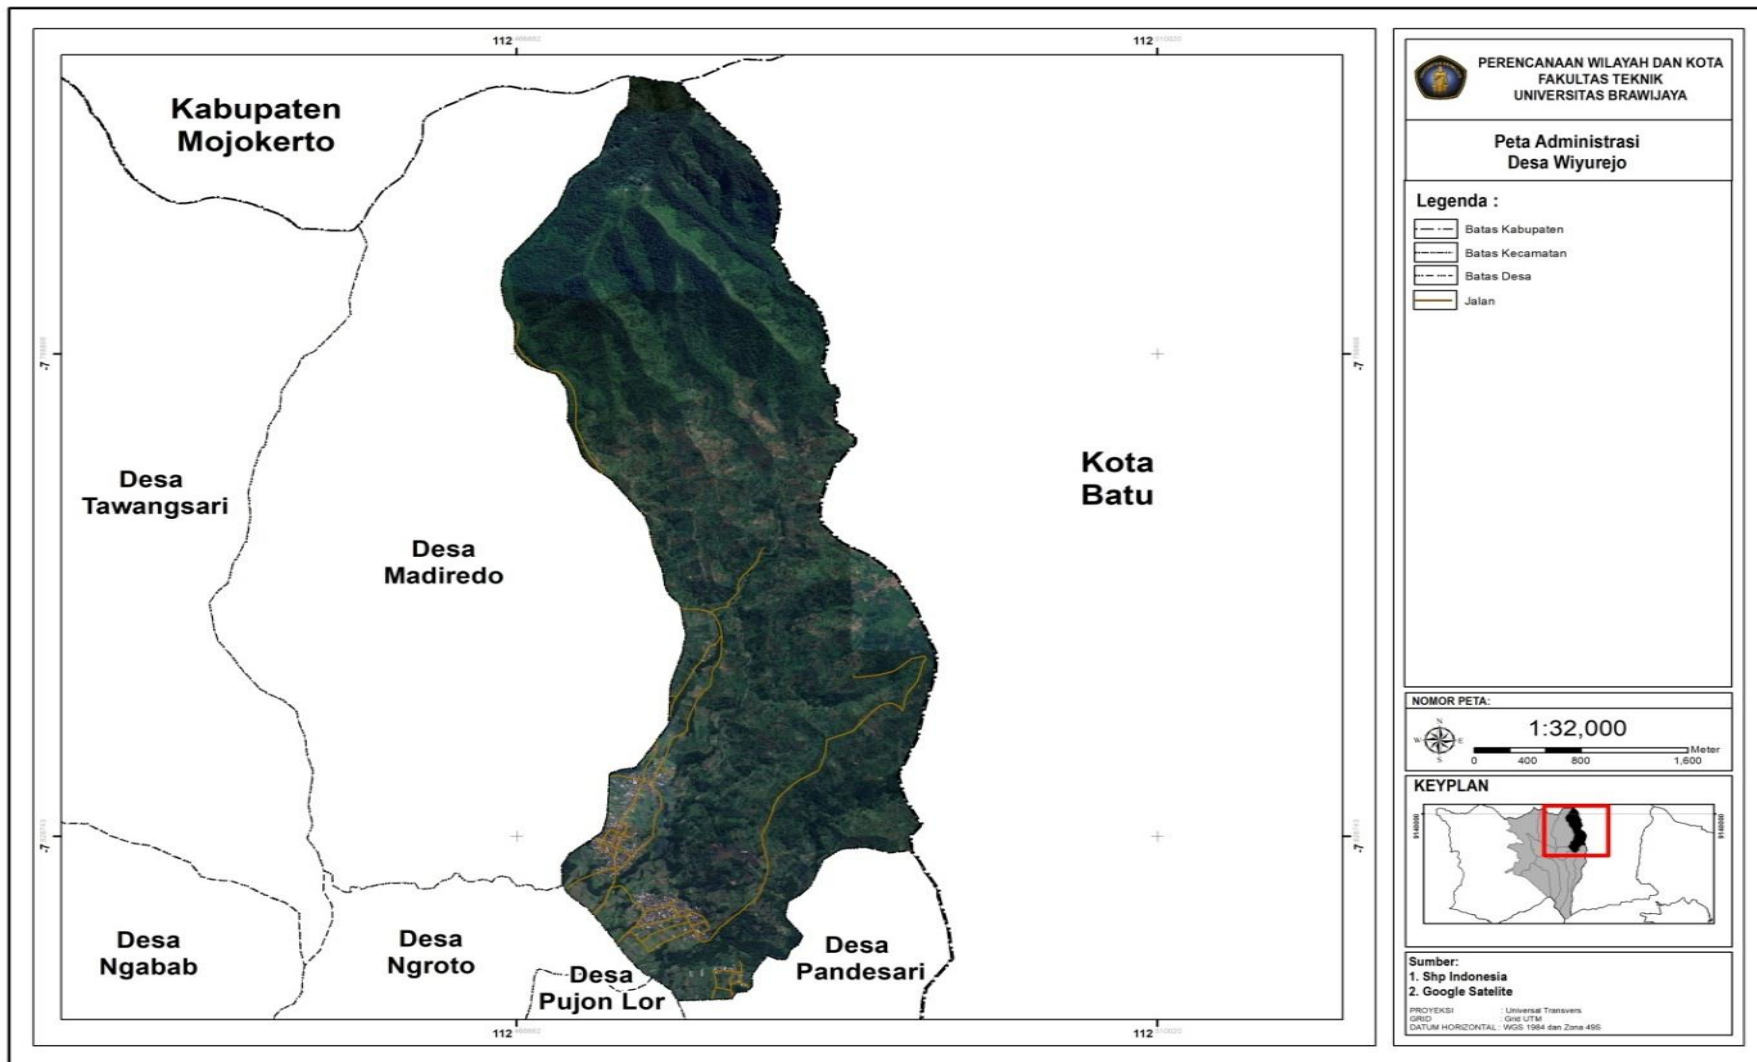 112
112
Kabupaten
Mojokerto
Desa
Tawangsari
Desa
Madiredo
Kota
Batu
Desa
Ngabab
Desa
Ngroto
Desa
Pujon Lor
Desa
Pandesari
-7
-7
-7
-7
112
112
PERENCANAAN WILAYAH DAN KOTA
FAKULTAS TEKNIK
UNIVERSITAS BRAWIJAYA
Peta Administrasi
Desa Wiyurejo
Legenda :
Batas Kabupaten
Batas Kecamatan
Batas Desa
Jalan
NOMOR PETA:
N
W E
S
1:32,000
Meter
0 400 800 1,600
KEYPLAN
9140000
9140000
Sumber:
1. Shp Indonesia
2. Google Satelite
PROYEKSI : Universal Transvers
GRID : Grid UTM
DATUM HORIZONTAL : WGS 1984 dan Zona 49S